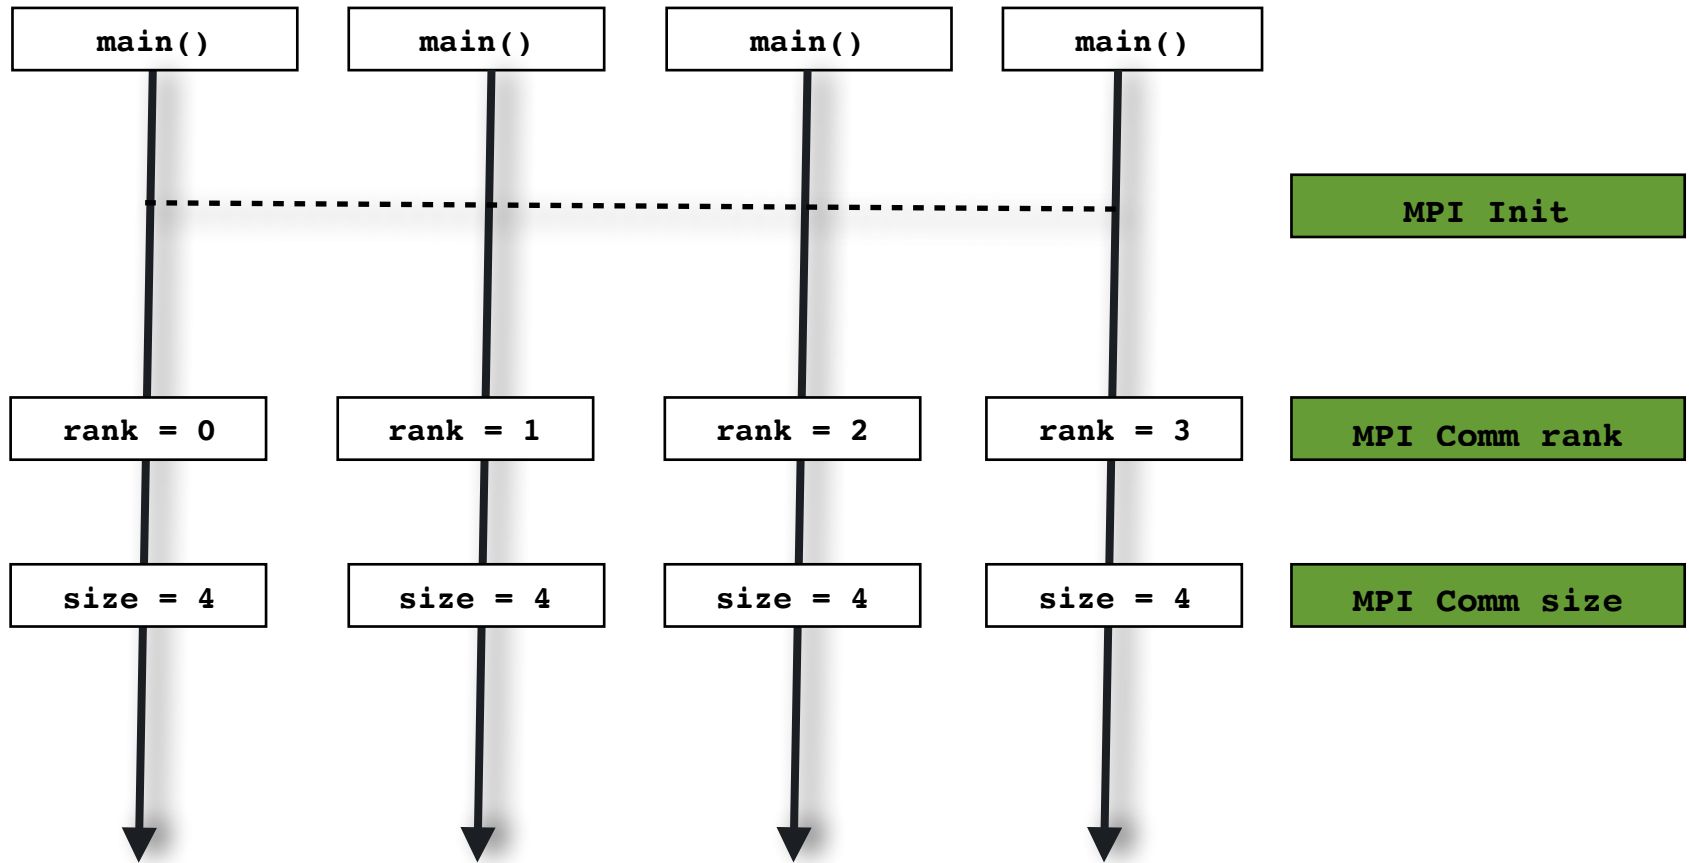 main()
main()
main()
main()
MPI Init
rank = 0
rank = 1
rank = 2
rank = 3
MPI Comm rank
size = 4
size = 4
size = 4
size = 4
MPI Comm size